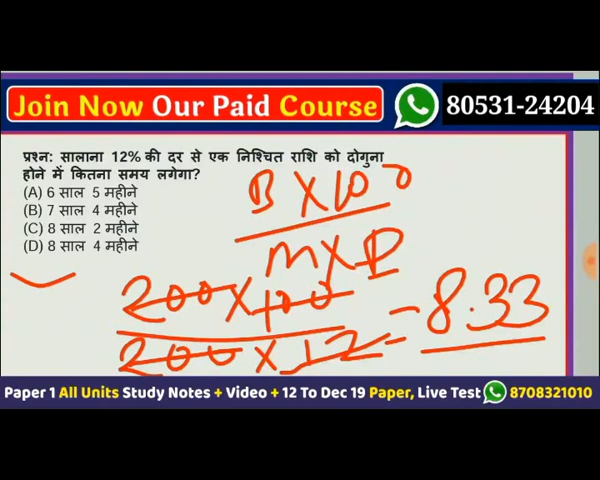 Join Now Our Paid Course 80531-24204
प्रश्न: सालाना 12% की दर से एक निश्चित राशि को दोगुना
होने में कितना समय लगेगा?
(A) 6 साल 5 महीने
(B) 7 साल 4 महीने
(C) 8 साल 2 महीने
(D) 8 साल 4 महीने
B X 100
M X P
200 X 100
200 X 12
= 8.33
Paper 1 All Units Study Notes + Video + 12 To Dec 19 Paper, Live Test 8708321010